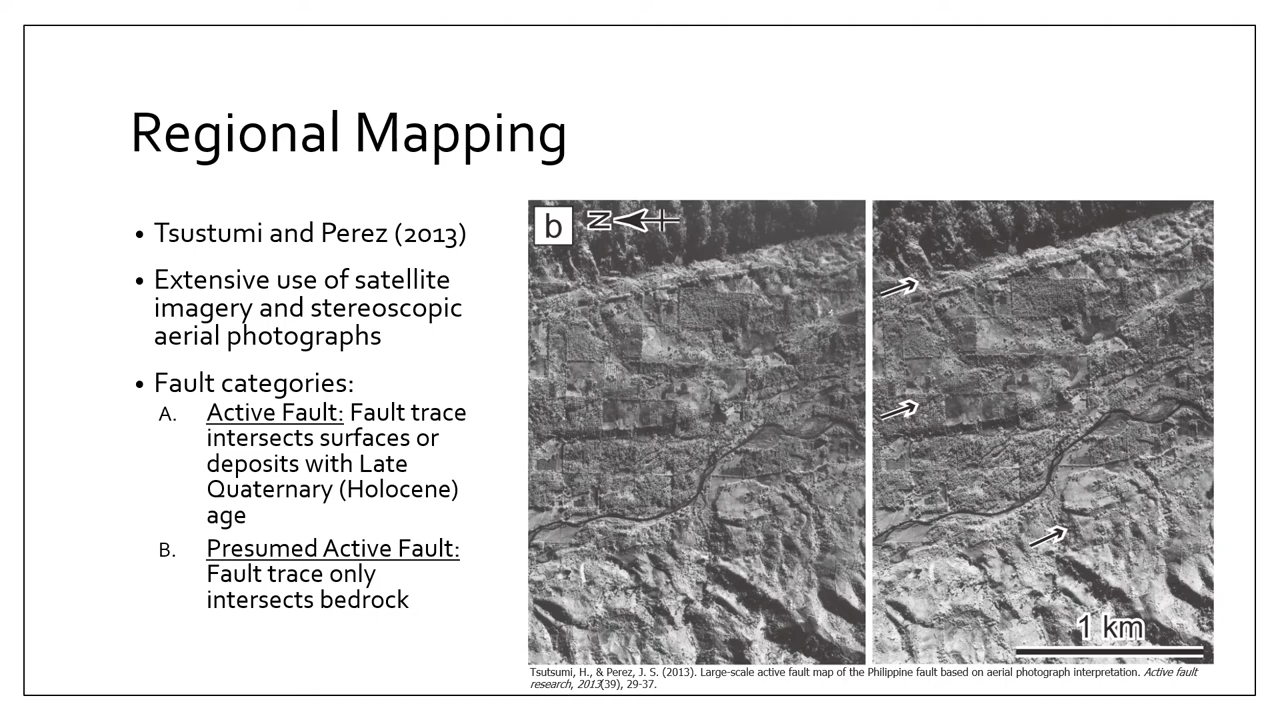 Regional Mapping
• Tsustumi and Perez (2013)
• Extensive use of satellite
imagery and stereoscopic
aerial photographs
• Fault categories:
A. Active Fault: Fault trace
intersects surfaces or
deposits with Late
Quaternary (Holocene)
age
B. Presumed Active Fault:
Fault trace only
intersects bedrock
b
N
1 km
Tsutsumi, H., & Perez, J. S. (2013). Large-scale active fault map of the Philippine fault based on aerial photograph interpretation. Active fault
research, 2013(39), 29-37.